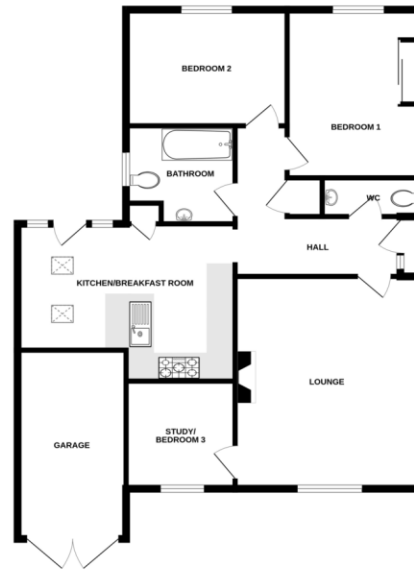 BEDROOM 2
BEDROOM 1
BATHROOM
WC
HALL
KITCHEN/BREAKFAST ROOM
LOUNGE
STUDY/
BEDROOM 3
GARAGE